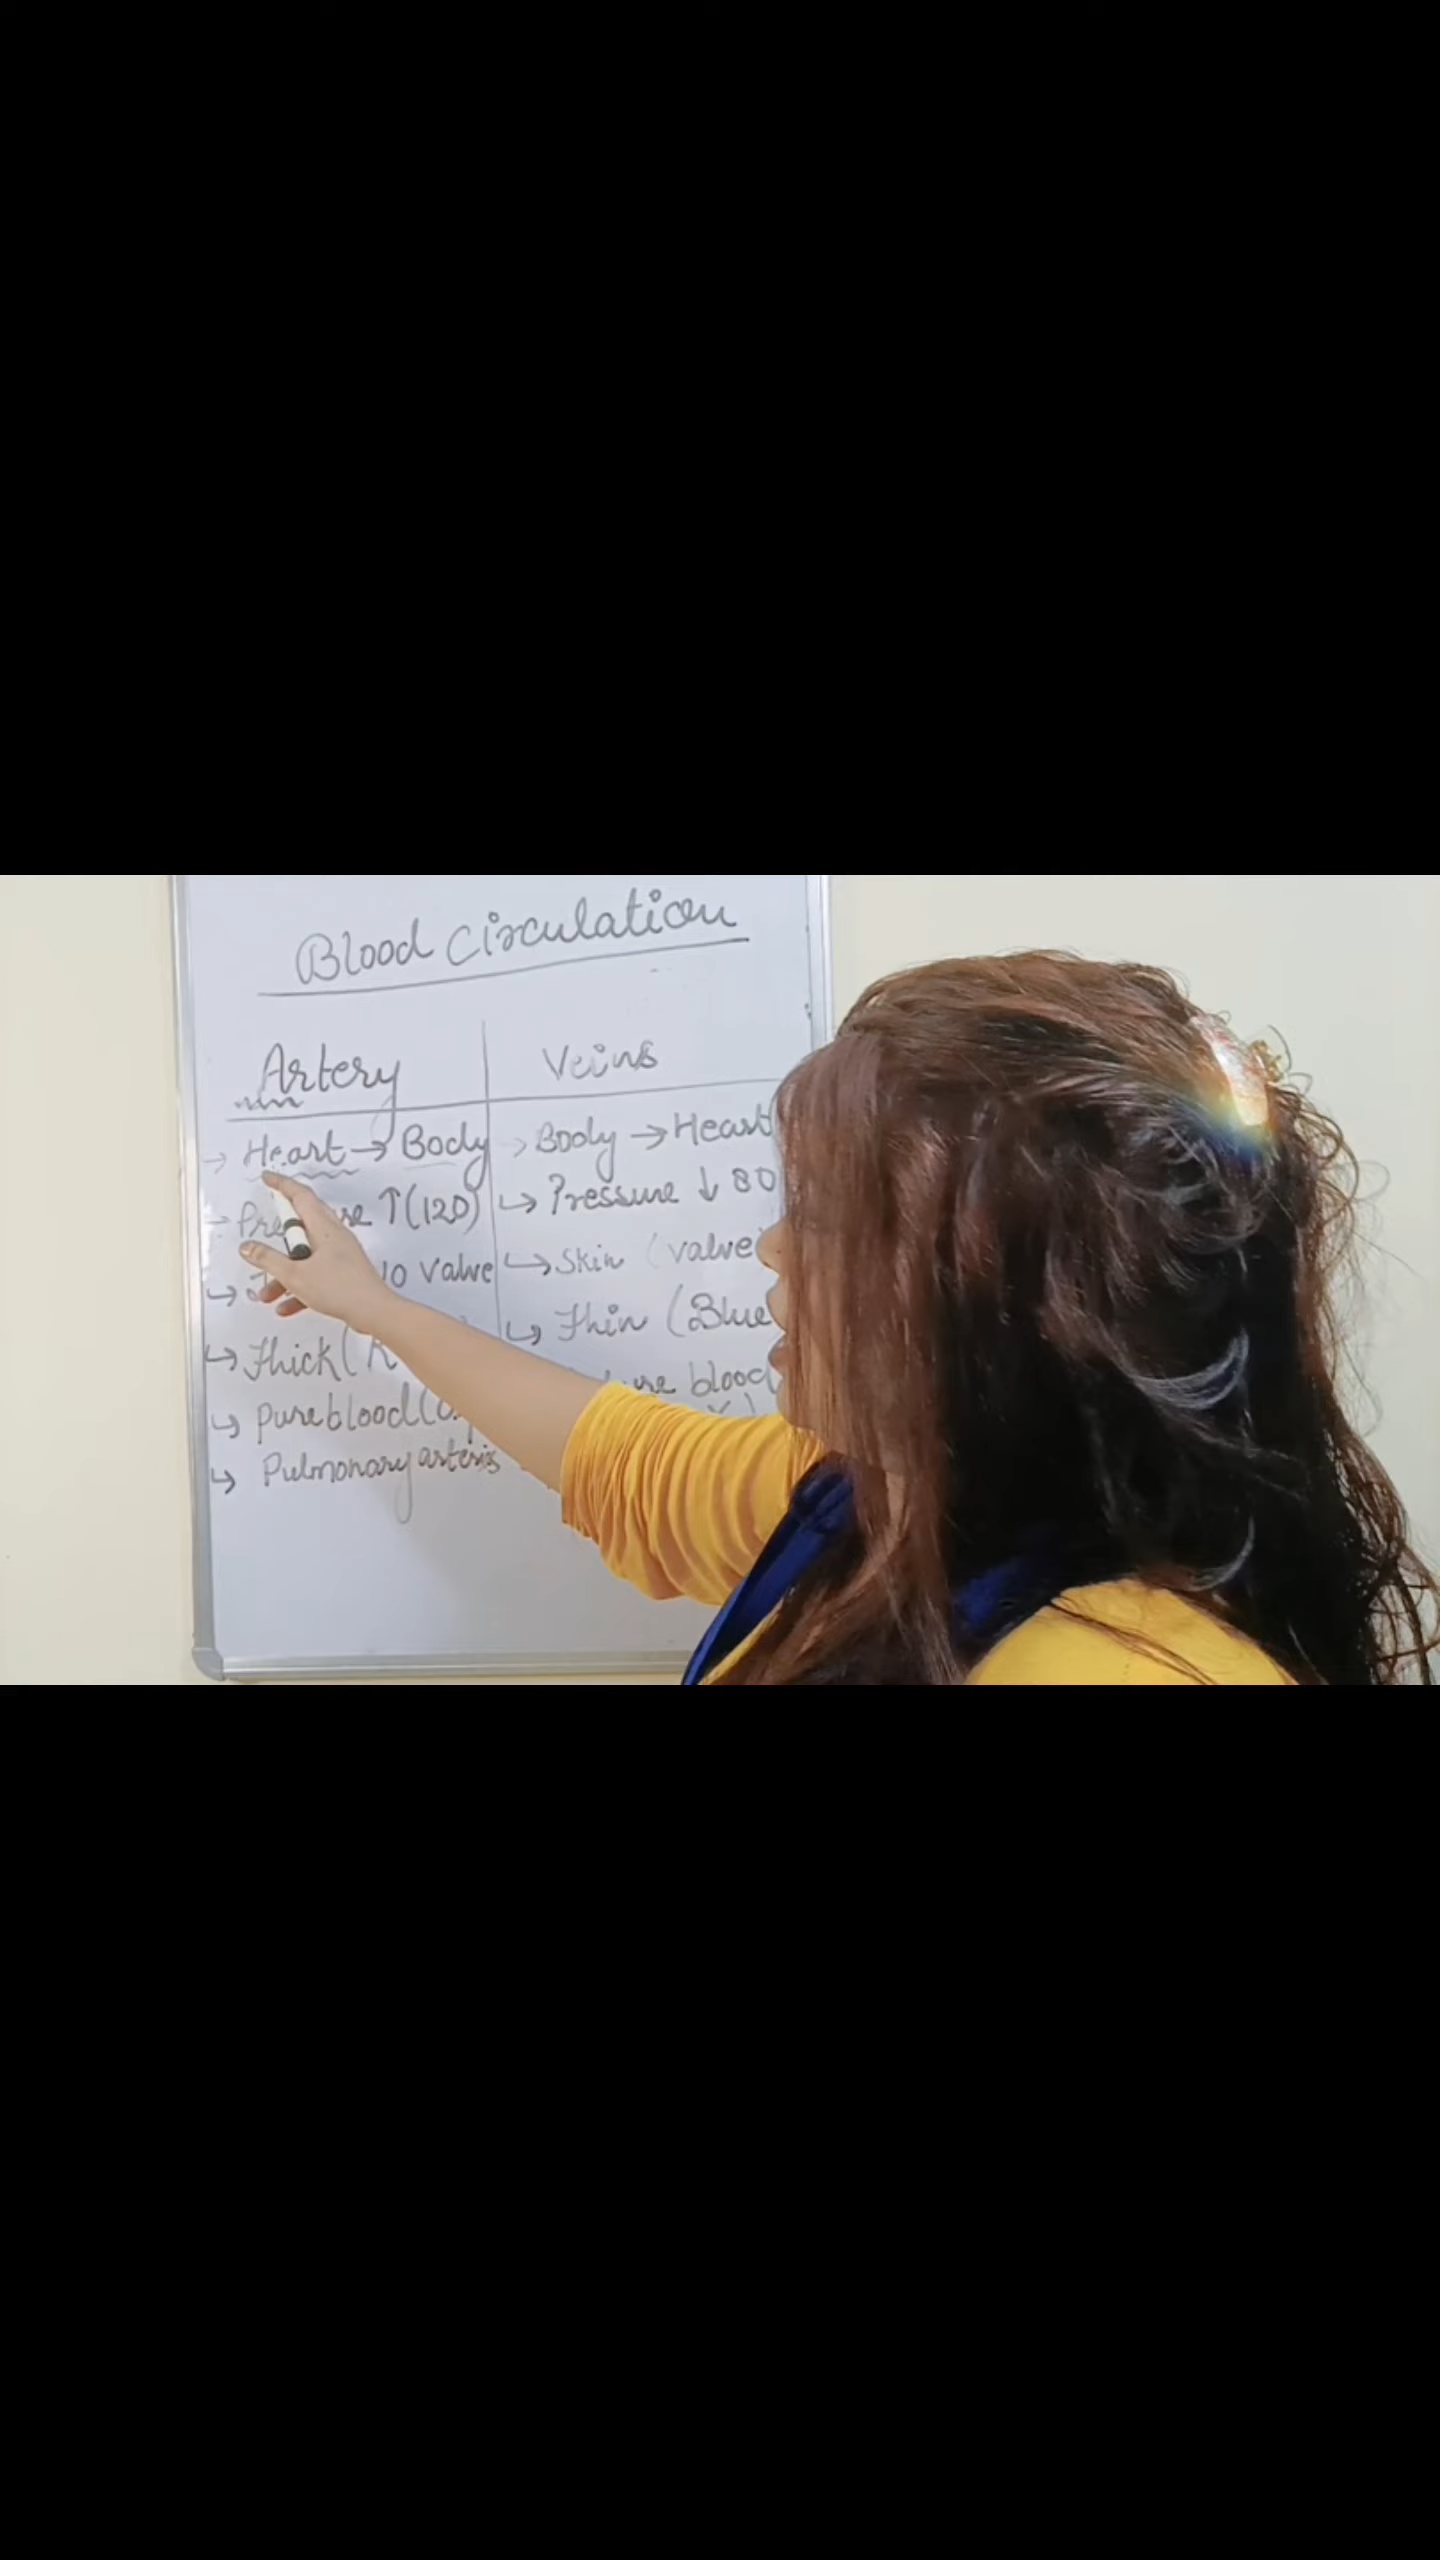 Blood circulation
Artery
Veins
→ Heart → Body
→ Body → Heart
→ ↑ (120)
↳ Pressure ↓ 80
↳ valve
↳ Skin (valve
↳ Thick (
↳ Thin (Blue
↳ Pure blood (
blood
↳ Pulmonary arteris